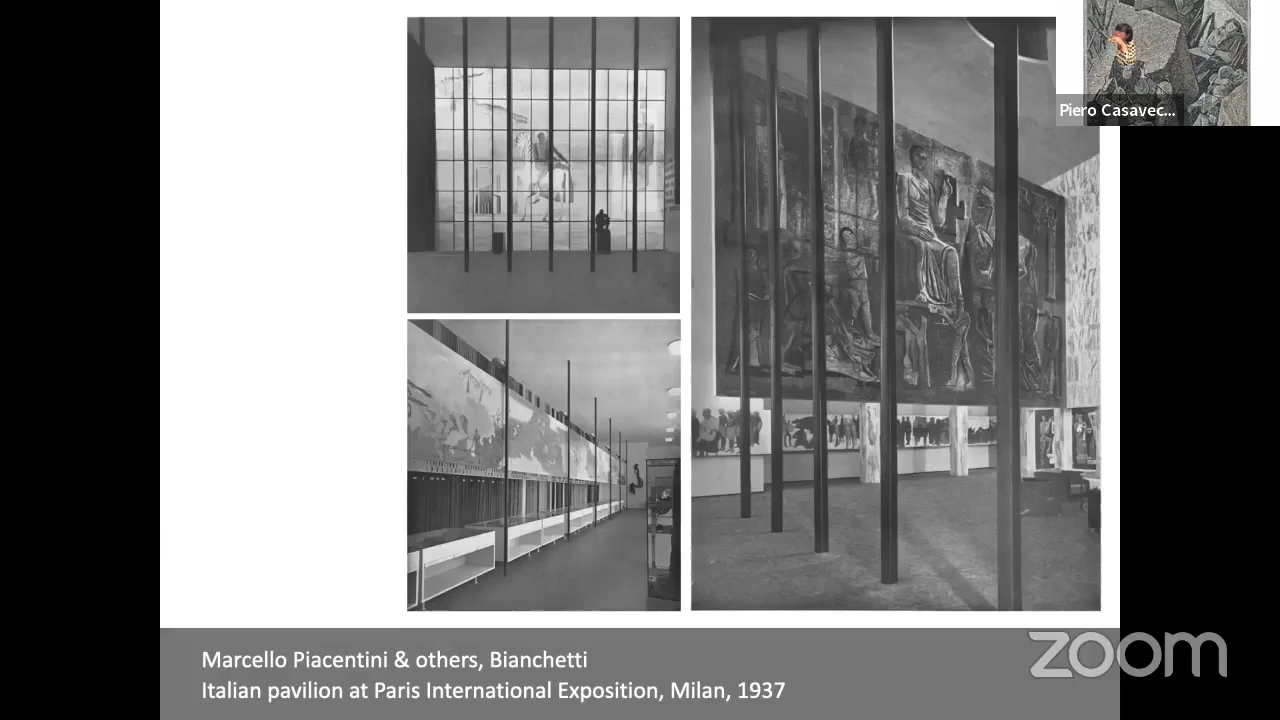 Piero Casavec...
Marcello Piacentini & others, Bianchetti
Italian pavilion at Paris International Exposition, Milan, 1937
zoom